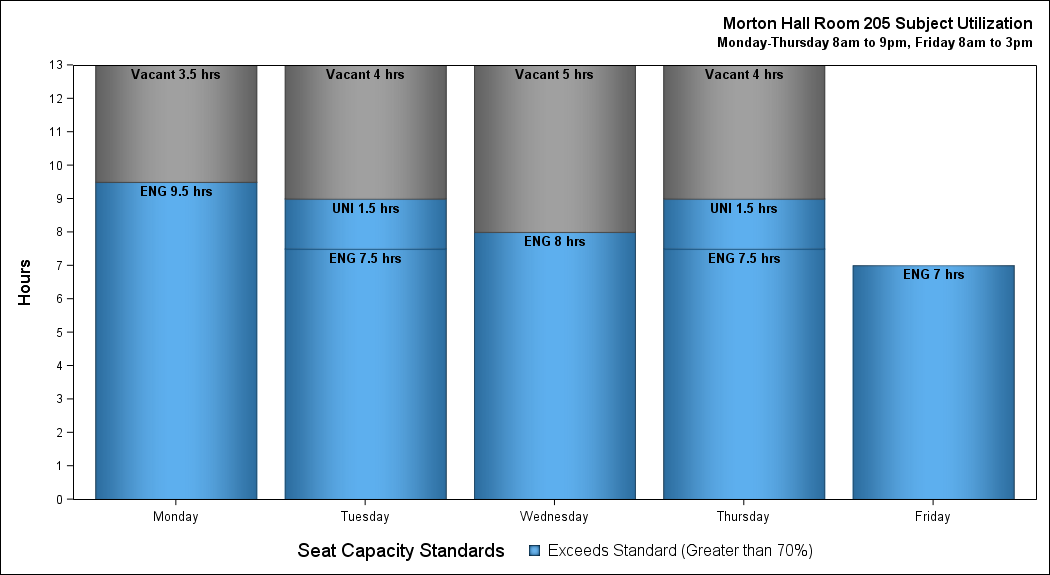 Morton Hall Room 205 Subject Utilization
Monday-Thursday 8am to 9pm, Friday 8am to 3pm
Hours
13
12
11
10
9
8
7
6
5
4
3
2
1
0
Vacant 3.5 hrs
ENG 9.5 hrs
Vacant 4 hrs
UNI 1.5 hrs
ENG 7.5 hrs
Vacant 5 hrs
ENG 8 hrs
Vacant 4 hrs
UNI 1.5 hrs
ENG 7.5 hrs
ENG 7 hrs
Monday Tuesday Wednesday Thursday Friday
Seat Capacity Standards Exceeds Standard (Greater than 70%)